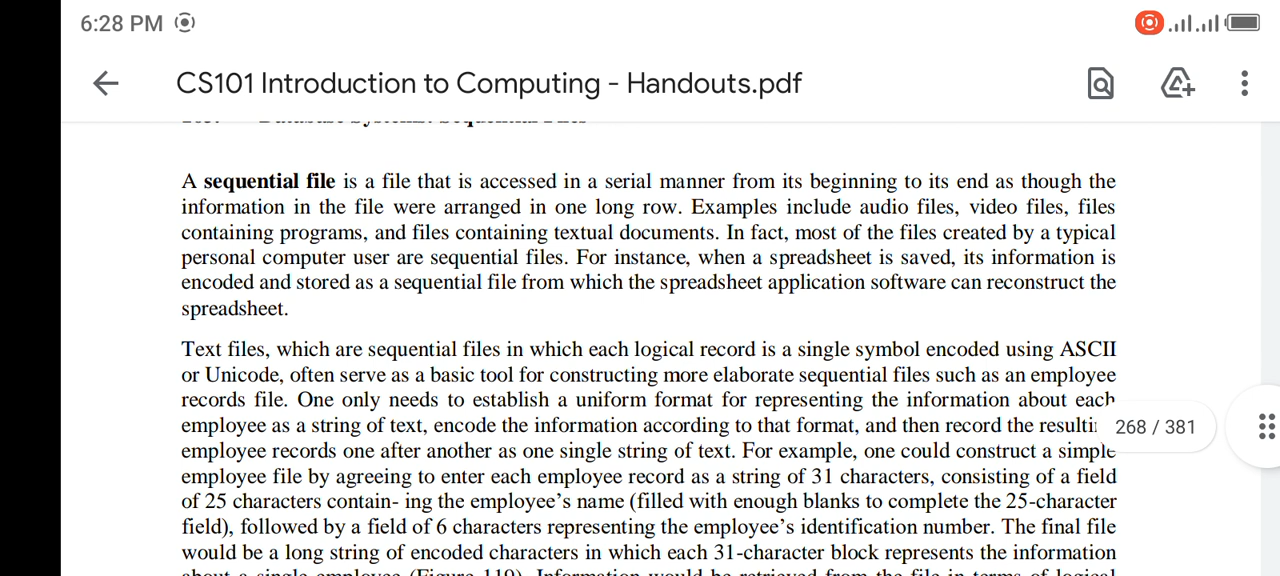 6:28 PM
CS101 Introduction to Computing - Handouts.pdf
A sequential file is a file that is accessed in a serial manner from its beginning to its end as though the
information in the file were arranged in one long row. Examples include audio files, video files, files
containing programs, and files containing textual documents. In fact, most of the files created by a typical
personal computer user are sequential files. For instance, when a spreadsheet is saved, its information is
encoded and stored as a sequential file from which the spreadsheet application software can reconstruct the
spreadsheet.
Text files, which are sequential files in which each logical record is a single symbol encoded using ASCII
or Unicode, often serve as a basic tool for constructing more elaborate sequential files such as an employee
records file. One only needs to establish a uniform format for representing the information about each
employee as a string of text, encode the information according to that format, and then record the resulti
268 / 381
employee records one after another as one single string of text. For example, one could construct a simple
employee file by agreeing to enter each employee record as a string of 31 characters, consisting of a field
of 25 characters contain- ing the employee's name (filled with enough blanks to complete the 25-character
field), followed by a field of 6 characters representing the employee's identification number. The final file
would be a long string of encoded characters in which each 31-character block represents the information